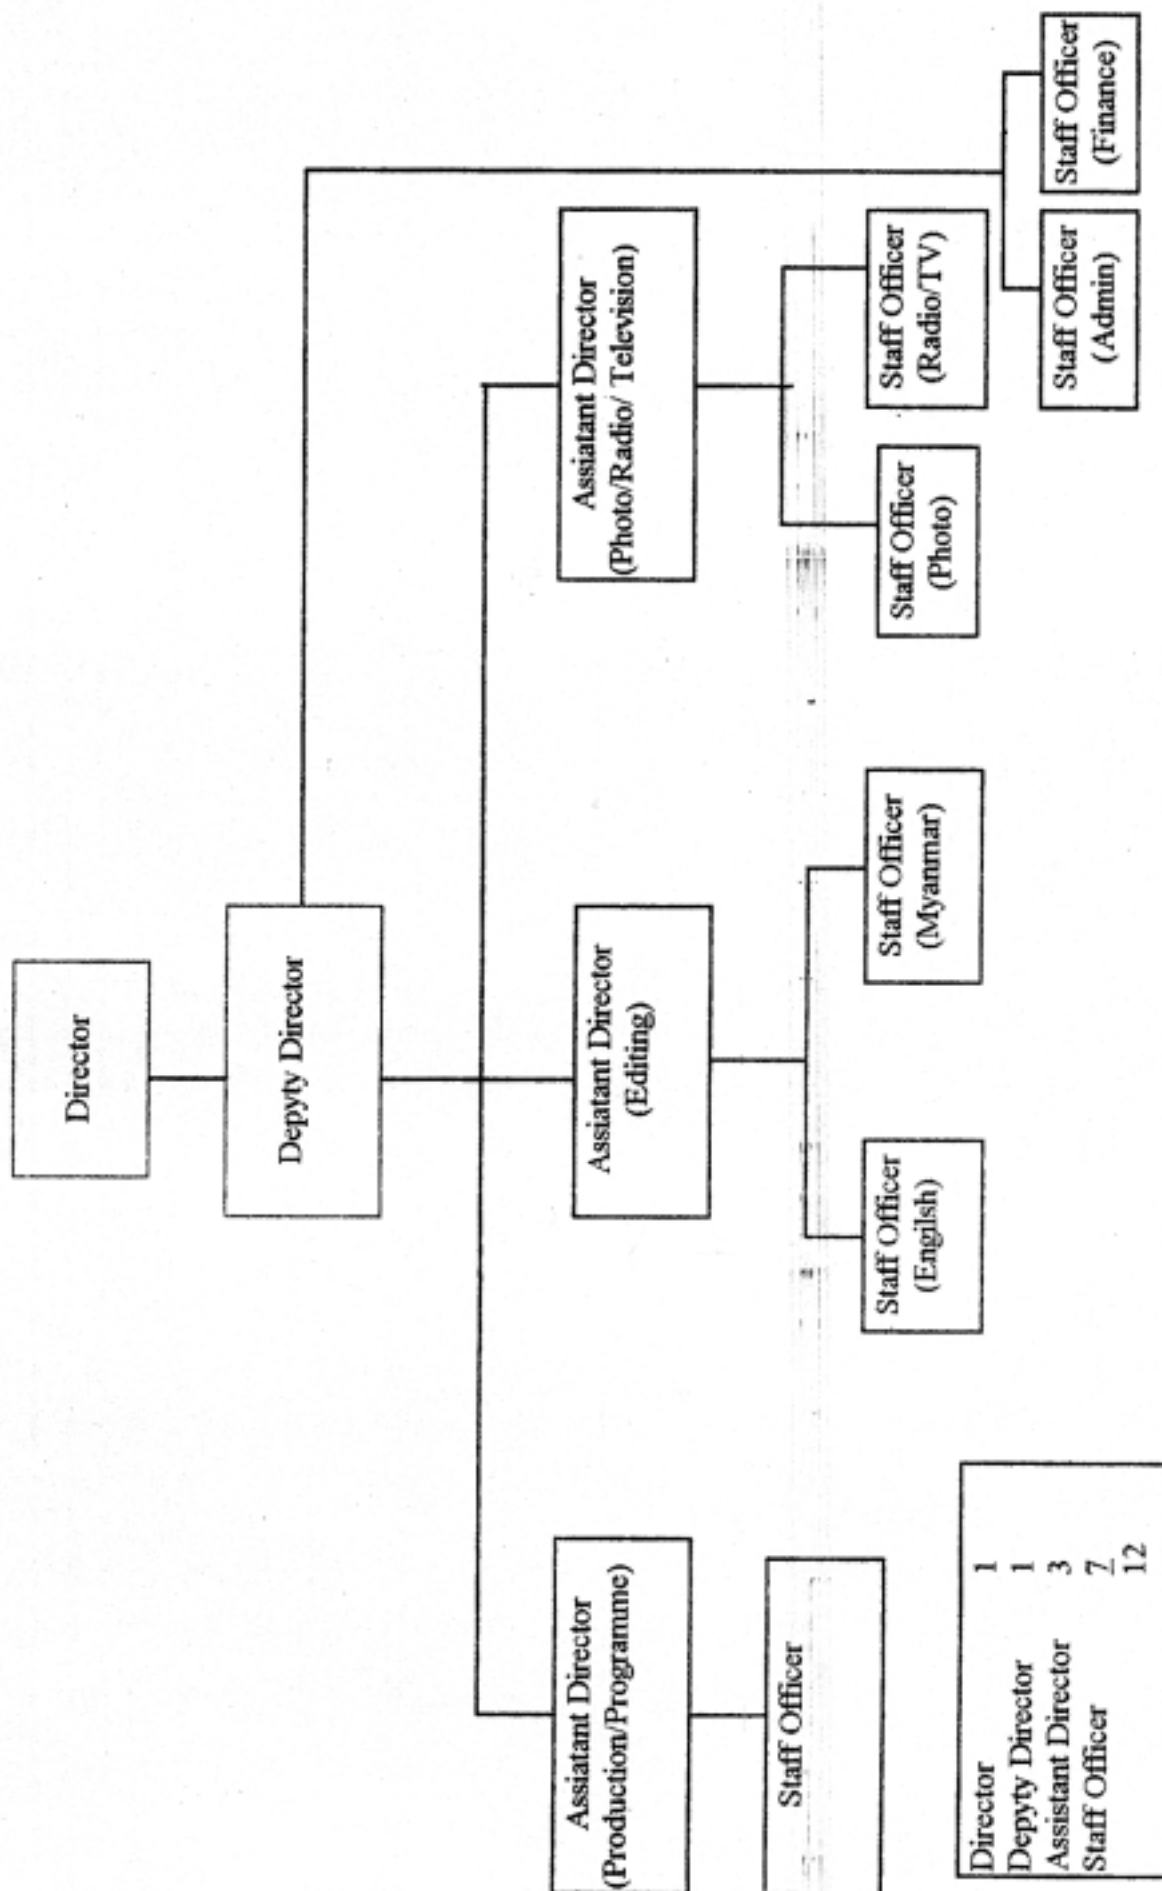 Director
Depyty Director
Assiatant Director
(Production/Programme)
Assiatant Director
(Editing)
Assiatant Director
(Photo/Radio/ Television)
Staff Officer
Staff Officer
(Engilsh)
Staff Officer
(Myanmar)
Staff Officer
(Photo)
Staff Officer
(Radio/TV)
Staff Officer
(Admin)
Staff Officer
(Finance)
Director 1
Depyty Director 1
Assistant Director 3
Staff Officer 7
12